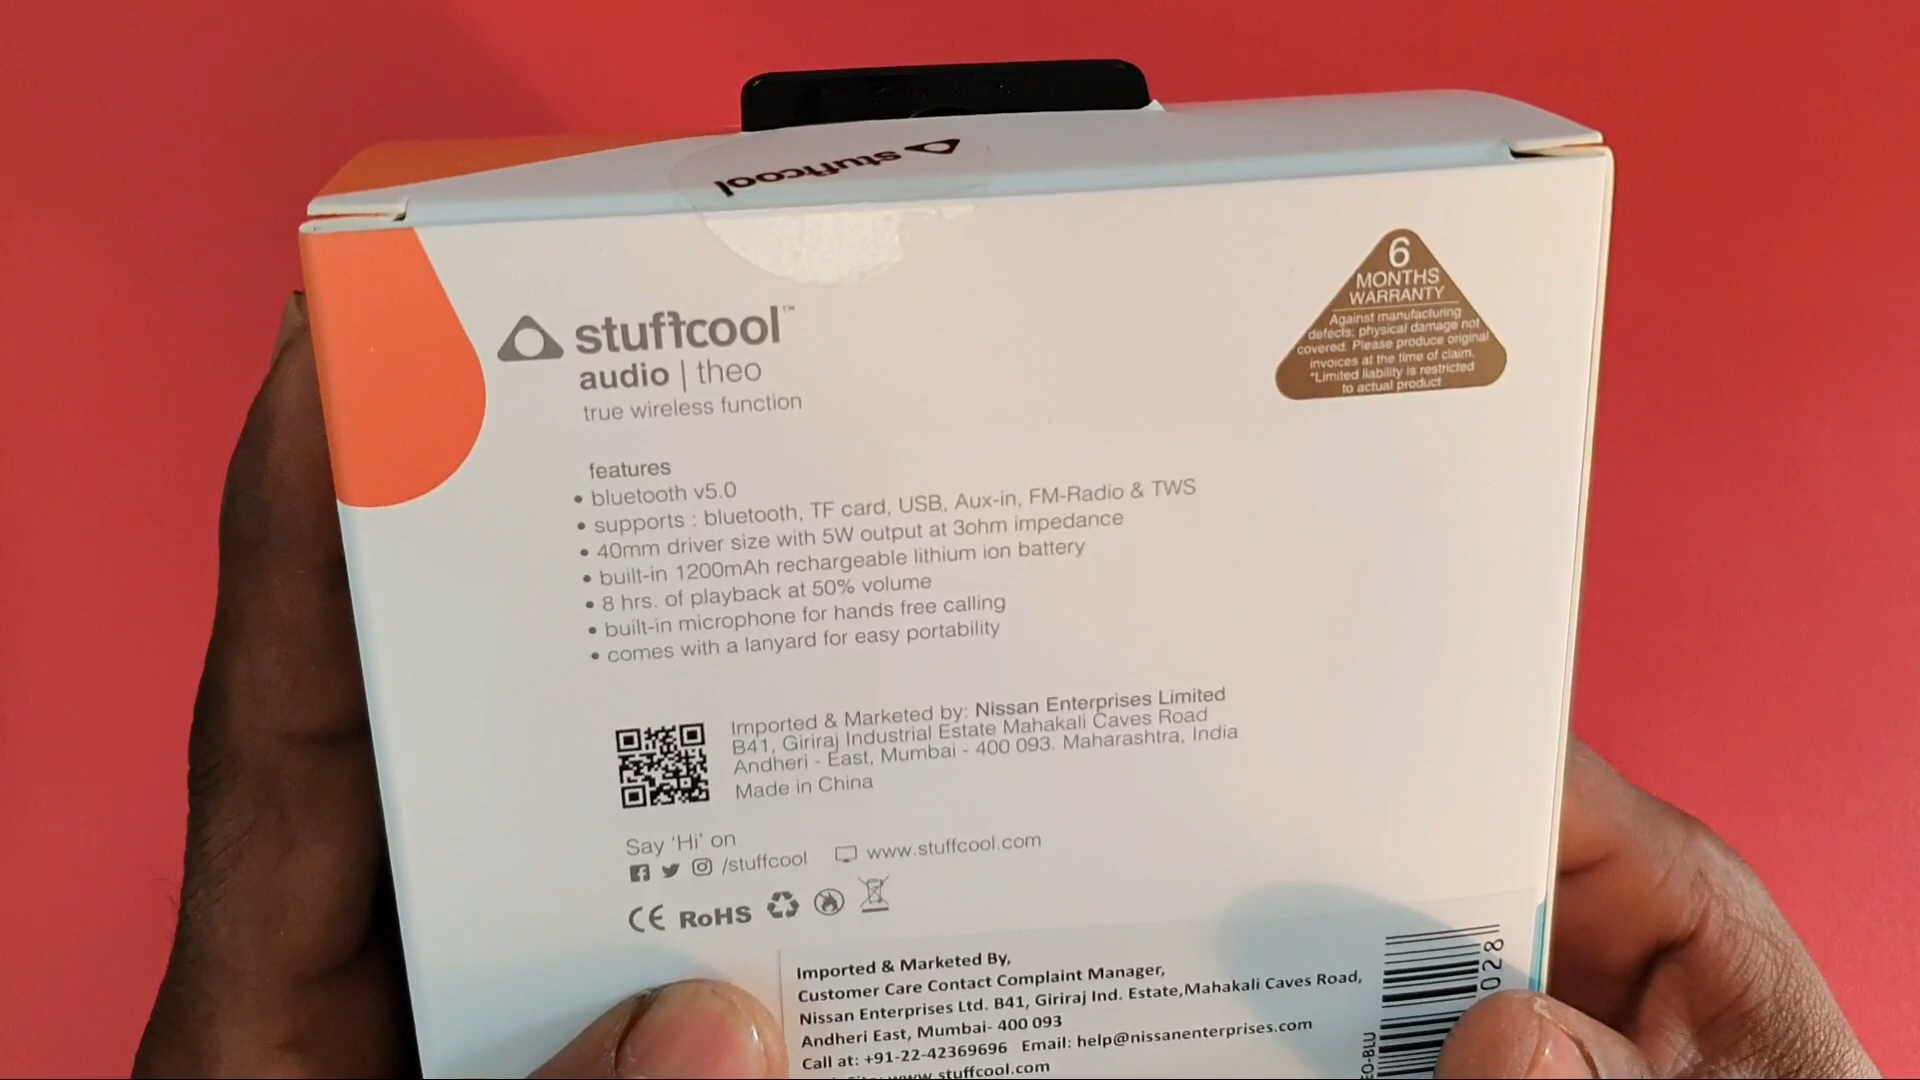 stuffcool
stuffcool™
audio | theo
true wireless function
6
MONTHS
WARRANTY
Against manufacturing
defects; physical damage not
covered. Please produce original
invoices at the time of claim.
*Limited liability is restricted
to actual product
features
• bluetooth v5.0
• supports : bluetooth, TF card, USB, Aux-in, FM-Radio & TWS
• 40mm driver size with 5W output at 3ohm impedance
• built-in 1200mAh rechargeable lithium ion battery
• 8 hrs. of playback at 50% volume
• built-in microphone for hands free calling
• comes with a lanyard for easy portability
Imported & Marketed by: Nissan Enterprises Limited
B41, Giriraj Industrial Estate Mahakali Caves Road
Andheri - East, Mumbai - 400 093. Maharashtra, India
Made in China
Say 'Hi' on
/stuffcool www.stuffcool.com
CE RoHS
Imported & Marketed By,
Customer Care Contact Complaint Manager,
Nissan Enterprises Ltd. B41, Giriraj Ind. Estate,Mahakali Caves Road,
Andheri East, Mumbai- 400 093
Call at: +91-22-42369696 Email: help@nissanenterprises.com
www.stuffcool.com
028
EO-BLU